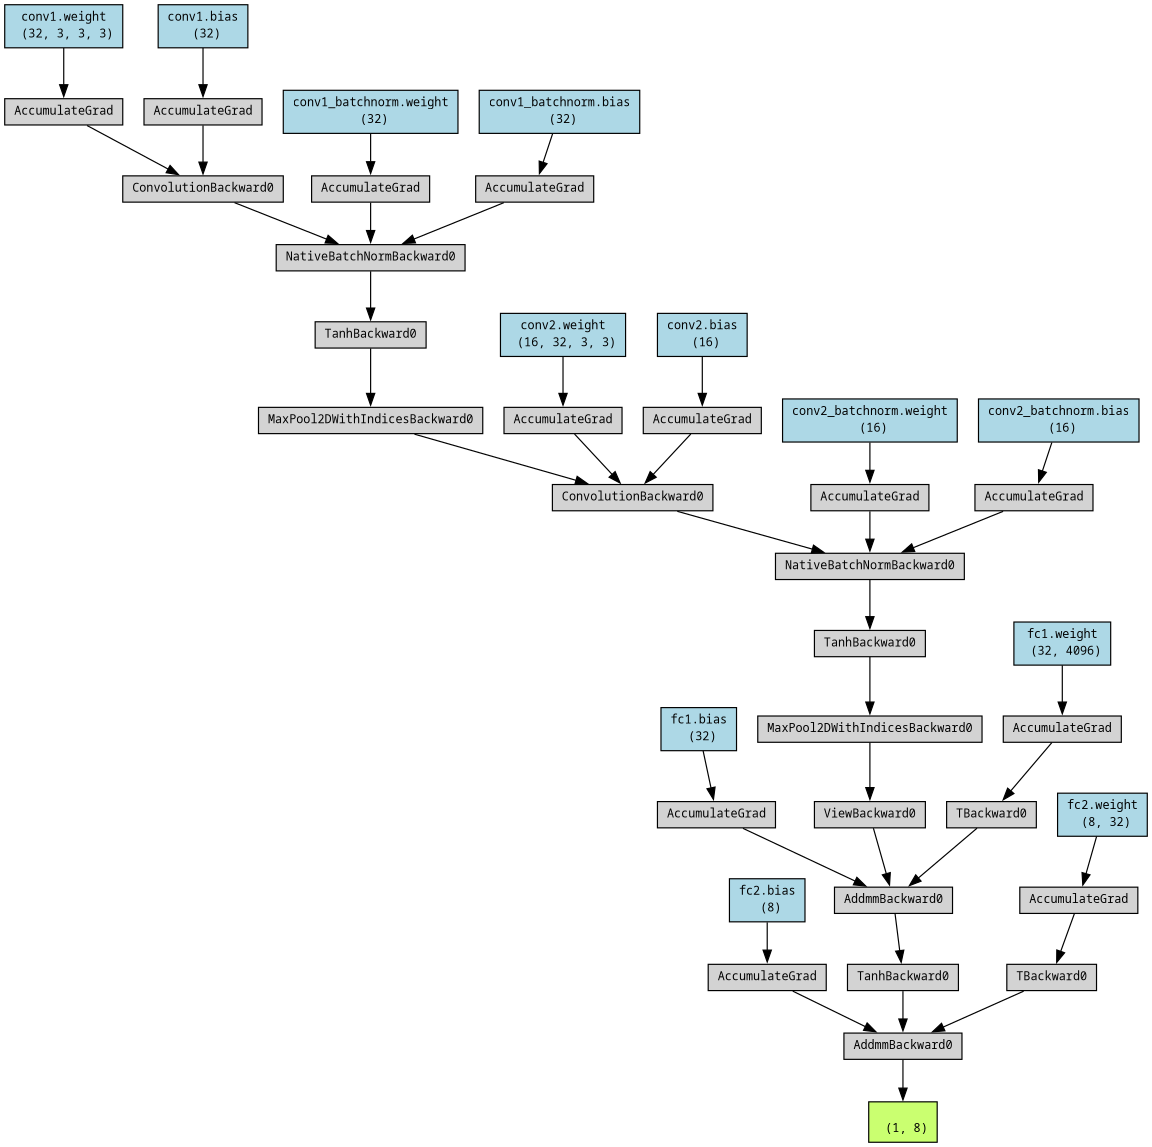 conv1.weight
(32, 3, 3, 3)
conv1.bias
(32)
AccumulateGrad
AccumulateGrad
conv1_batchnorm.weight
(32)
conv1_batchnorm.bias
(32)
ConvolutionBackward0
AccumulateGrad
AccumulateGrad
NativeBatchNormBackward0
TanhBackward0
conv2.weight
(16, 32, 3, 3)
conv2.bias
(16)
MaxPool2DWithIndicesBackward0
AccumulateGrad
AccumulateGrad
conv2_batchnorm.weight
(16)
conv2_batchnorm.bias
(16)
ConvolutionBackward0
AccumulateGrad
AccumulateGrad
NativeBatchNormBackward0
TanhBackward0
fc1.weight
(32, 4096)
fc1.bias
(32)
MaxPool2DWithIndicesBackward0
AccumulateGrad
AccumulateGrad
ViewBackward0
TBackward0
fc2.weight
(8, 32)
fc2.bias
(8)
AddmmBackward0
AccumulateGrad
AccumulateGrad
TanhBackward0
TBackward0
AddmmBackward0
(1, 8)